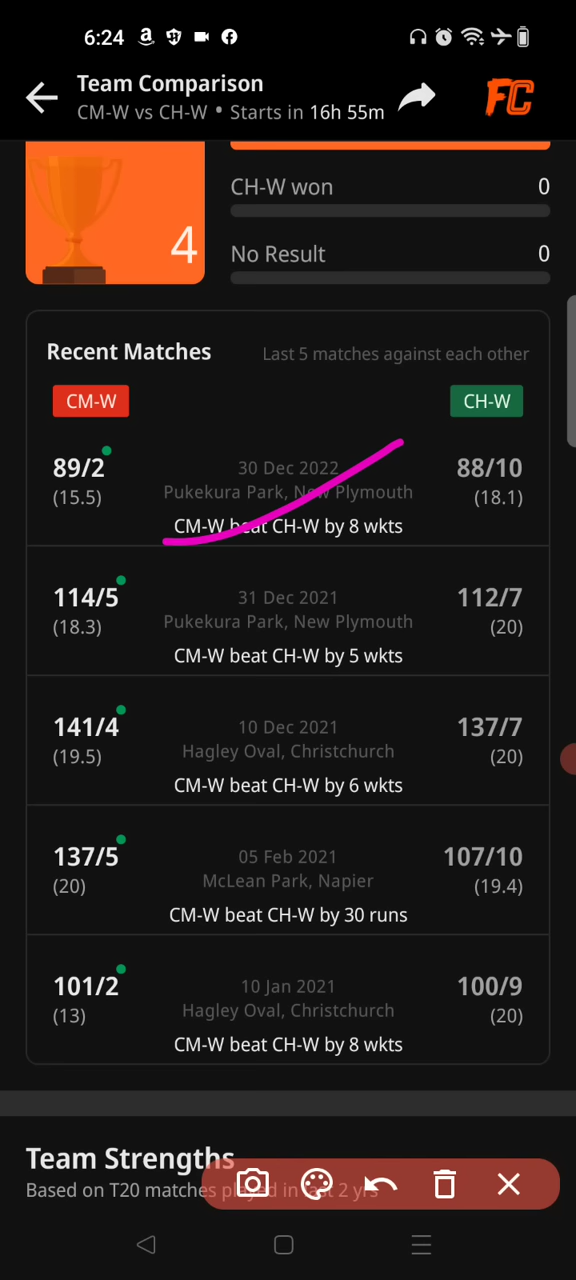 6:24
Team Comparison
CM-W vs CH-W • Starts in 16h 55m
FC
4
CH-W won 0
No Result 0
Recent Matches Last 5 matches against each other
CM-W CH-W
89/2 30 Dec 2022 88/10
(15.5) Pukekura Park, New Plymouth (18.1)
CM-W beat CH-W by 8 wkts
114/5 31 Dec 2021 112/7
(18.3) Pukekura Park, New Plymouth (20)
CM-W beat CH-W by 5 wkts
141/4 10 Dec 2021 137/7
(19.5) Hagley Oval, Christchurch (20)
CM-W beat CH-W by 6 wkts
137/5 05 Feb 2021 107/10
(20) McLean Park, Napier (19.4)
CM-W beat CH-W by 30 runs
101/2 10 Jan 2021 100/9
(13) Hagley Oval, Christchurch (20)
CM-W beat CH-W by 8 wkts
Team Strengths
Based on T20 matches played in last 2 yrs